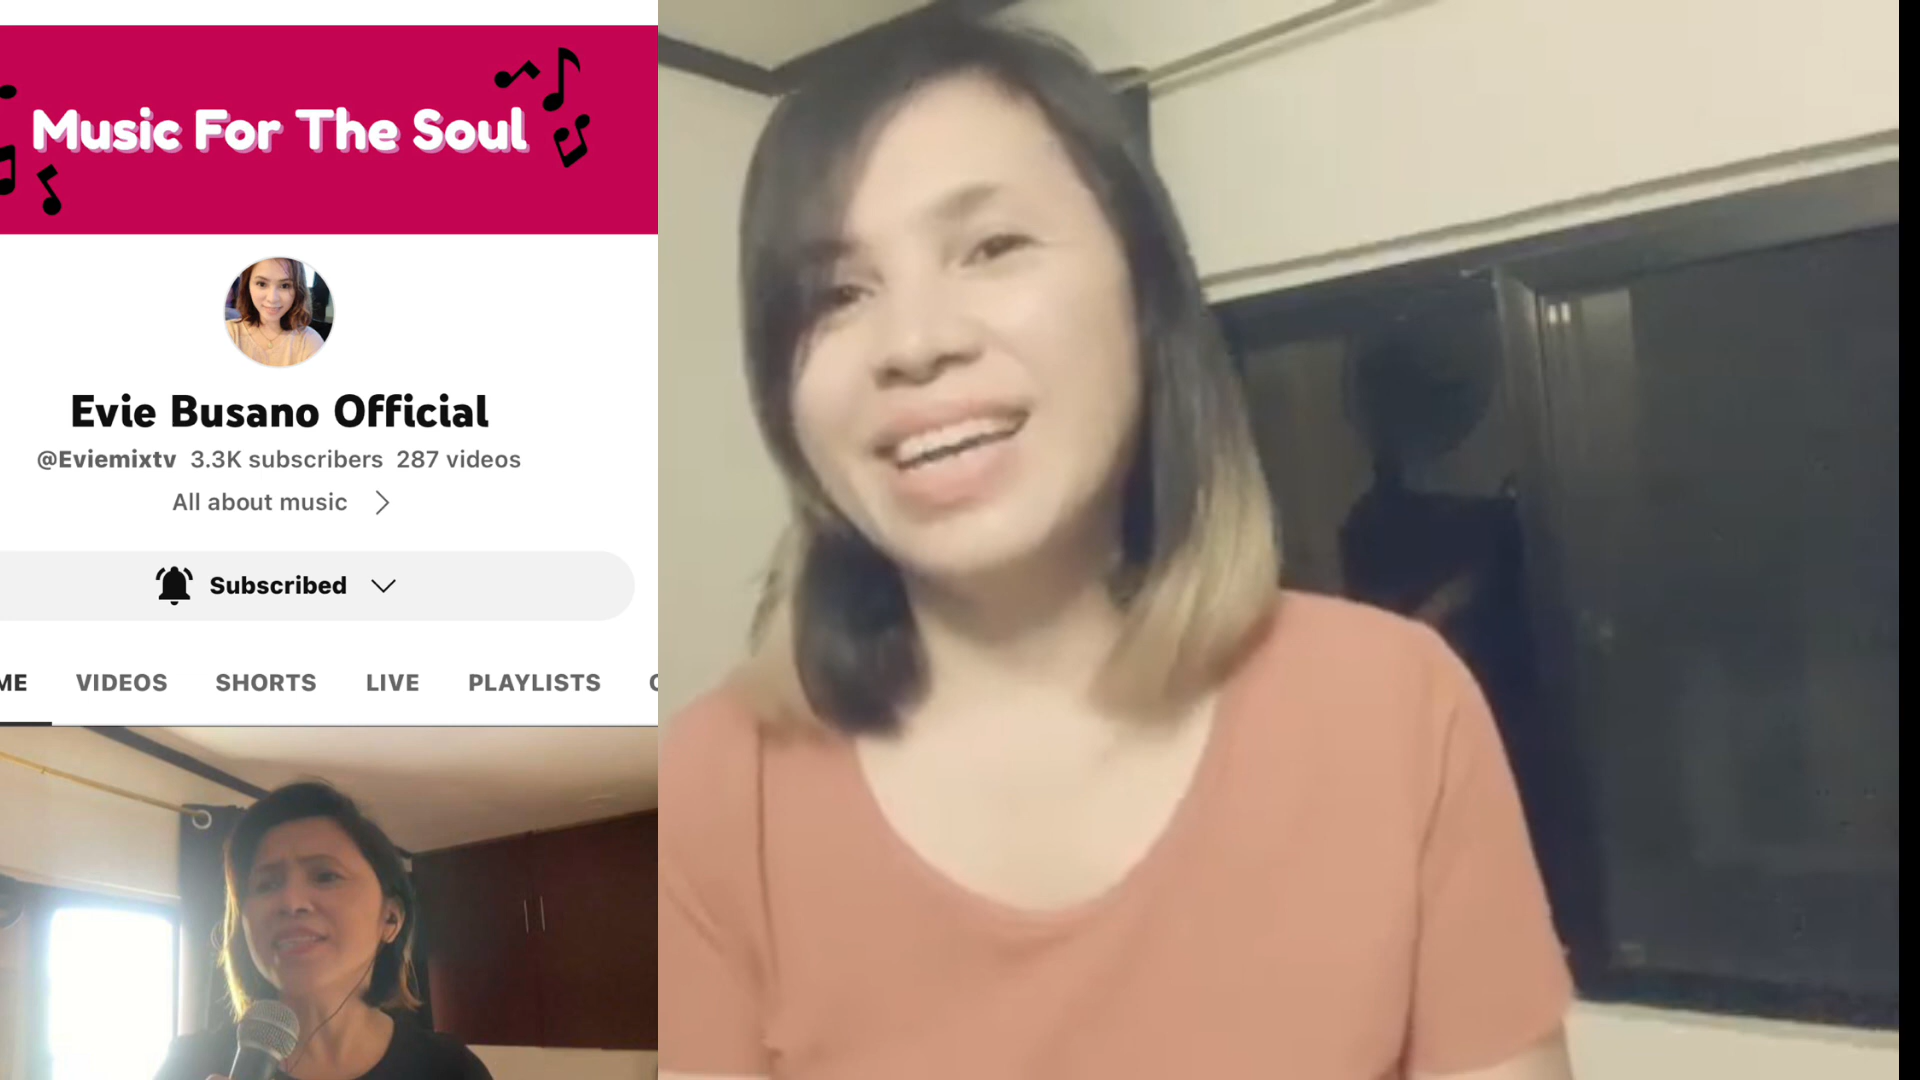 Music For The Soul
Evie Busano Official
@Eviemixtv 3.3K subscribers 287 videos
All about music
Subscribed
ME VIDEOS SHORTS LIVE PLAYLISTS